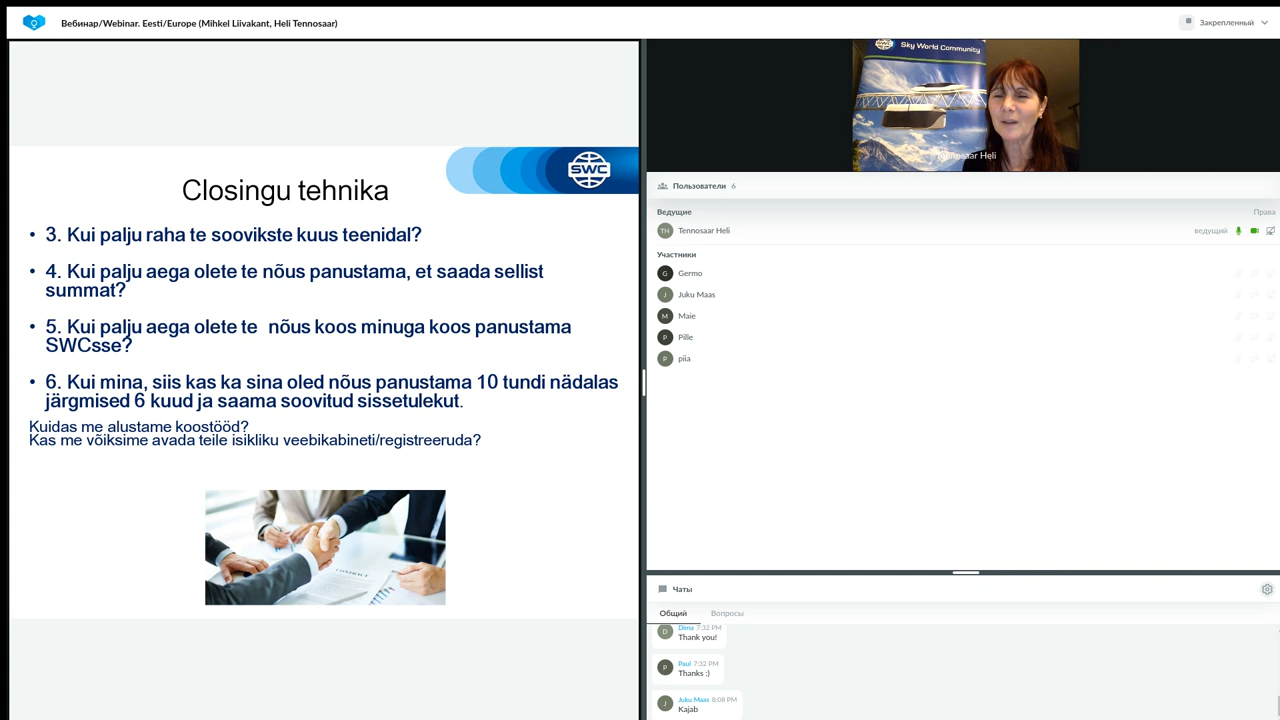 Вебинар/Webinar. Eesti/Europe (Mihkel Liivakant, Heli Tennosaar)
Закрепленный
SWC
Closingu tehnika
• 3. Kui palju raha te soovikste kuus teenidal?
• 4. Kui palju aega olete te nõus panustama, et saada sellist
summat?
• 5. Kui palju aega olete te  nõus koos minuga koos panustama
SWCsse?
• 6. Kui mina, siis kas ka sina oled nõus panustama 10 tundi nädalas
järgmised 6 kuud ja saama soovitud sissetulekut.
Kuidas me alustame koostööd?
Kas me võiksime avada teile isikliku veebikabineti/registreeruda?
CONTRACT
SWC
Sky World Community
Heli
Пользователи 6
Ведущие
Права
TH
Tennosaar Heli
ведущий
Участники
G
Germo
J
Juku Maas
M
Maie
P
Pille
P
piia
Чаты
Общий
Вопросы
D
Dima 7:32 PM
Thank you!
P
Paul 7:32 PM
Thanks :)
J
Juku Maas 8:08 PM
Kajab